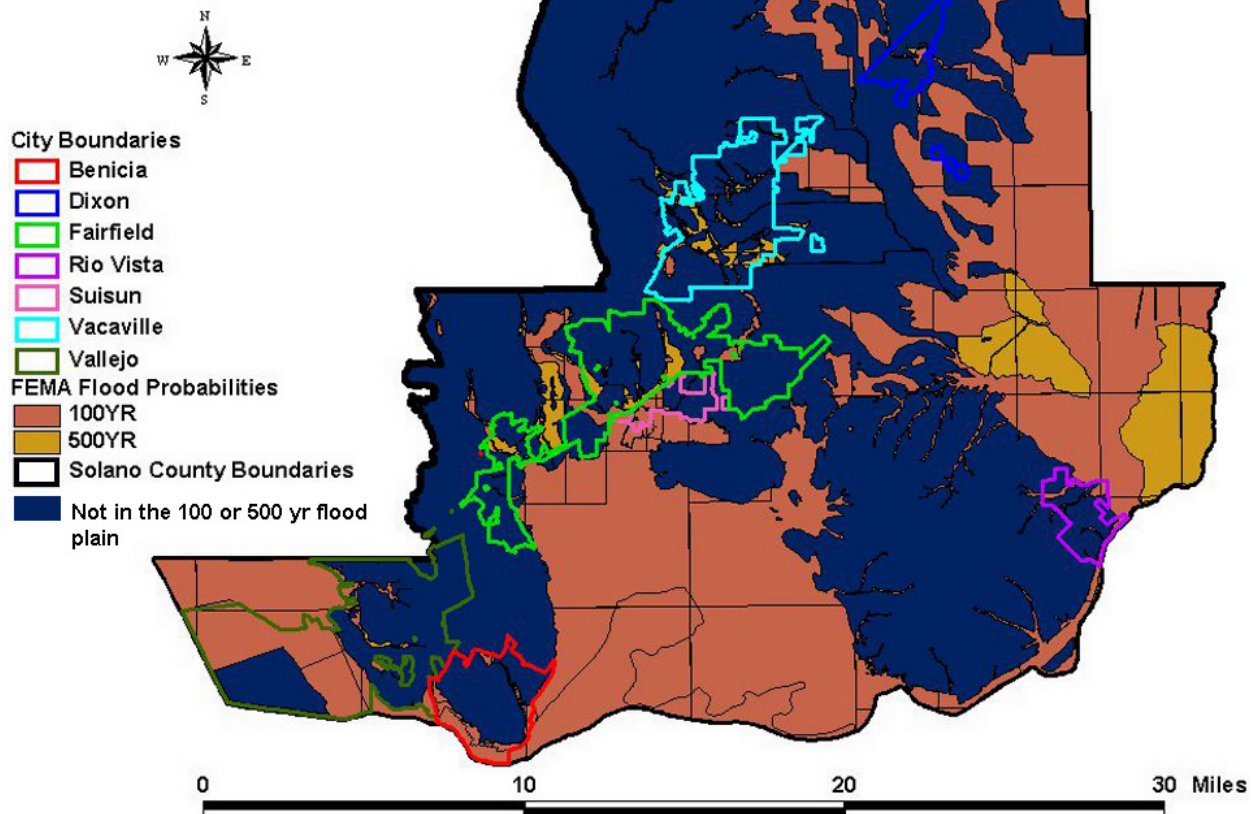 N
W E
S
City Boundaries
Benicia
Dixon
Fairfield
Rio Vista
Suisun
Vacaville
Vallejo
FEMA Flood Probabilities
100YR
500YR
Solano County Boundaries
Not in the 100 or 500 yr flood
plain
0 10 20 30 Miles